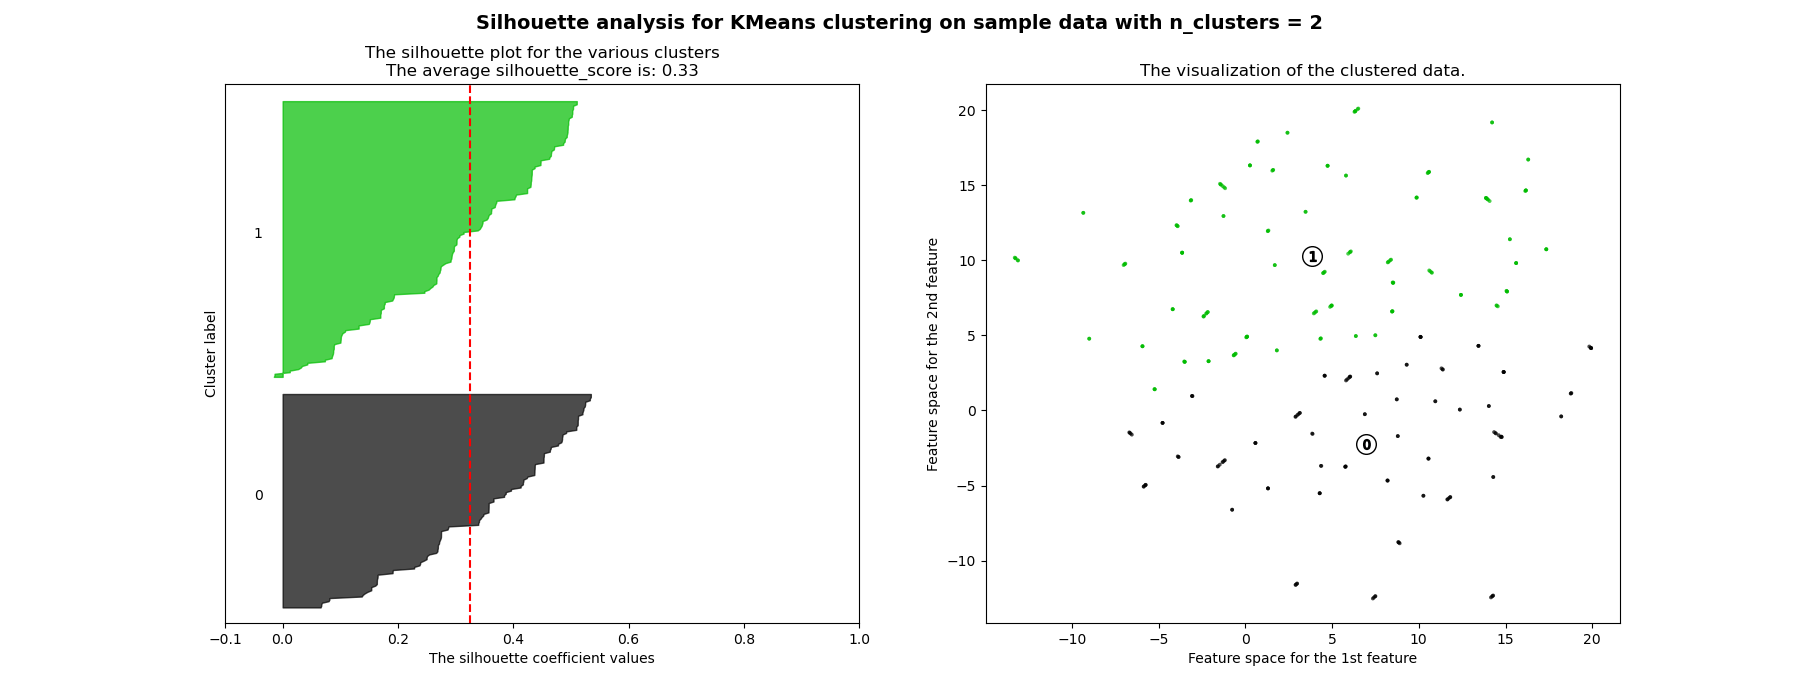 Silhouette analysis for KMeans clustering on sample data with n_clusters = 2
The silhouette plot for the various clusters
The average silhouette_score is: 0.33
Cluster label
1
0
−0.1 0.0 0.2 0.4 0.6 0.8 1.0
The silhouette coefficient values
The visualization of the clustered data.
Feature space for the 2nd feature
20
15
10
5
0
−5
−10
1
0
−10 −5 0 5 10 15 20
Feature space for the 1st feature